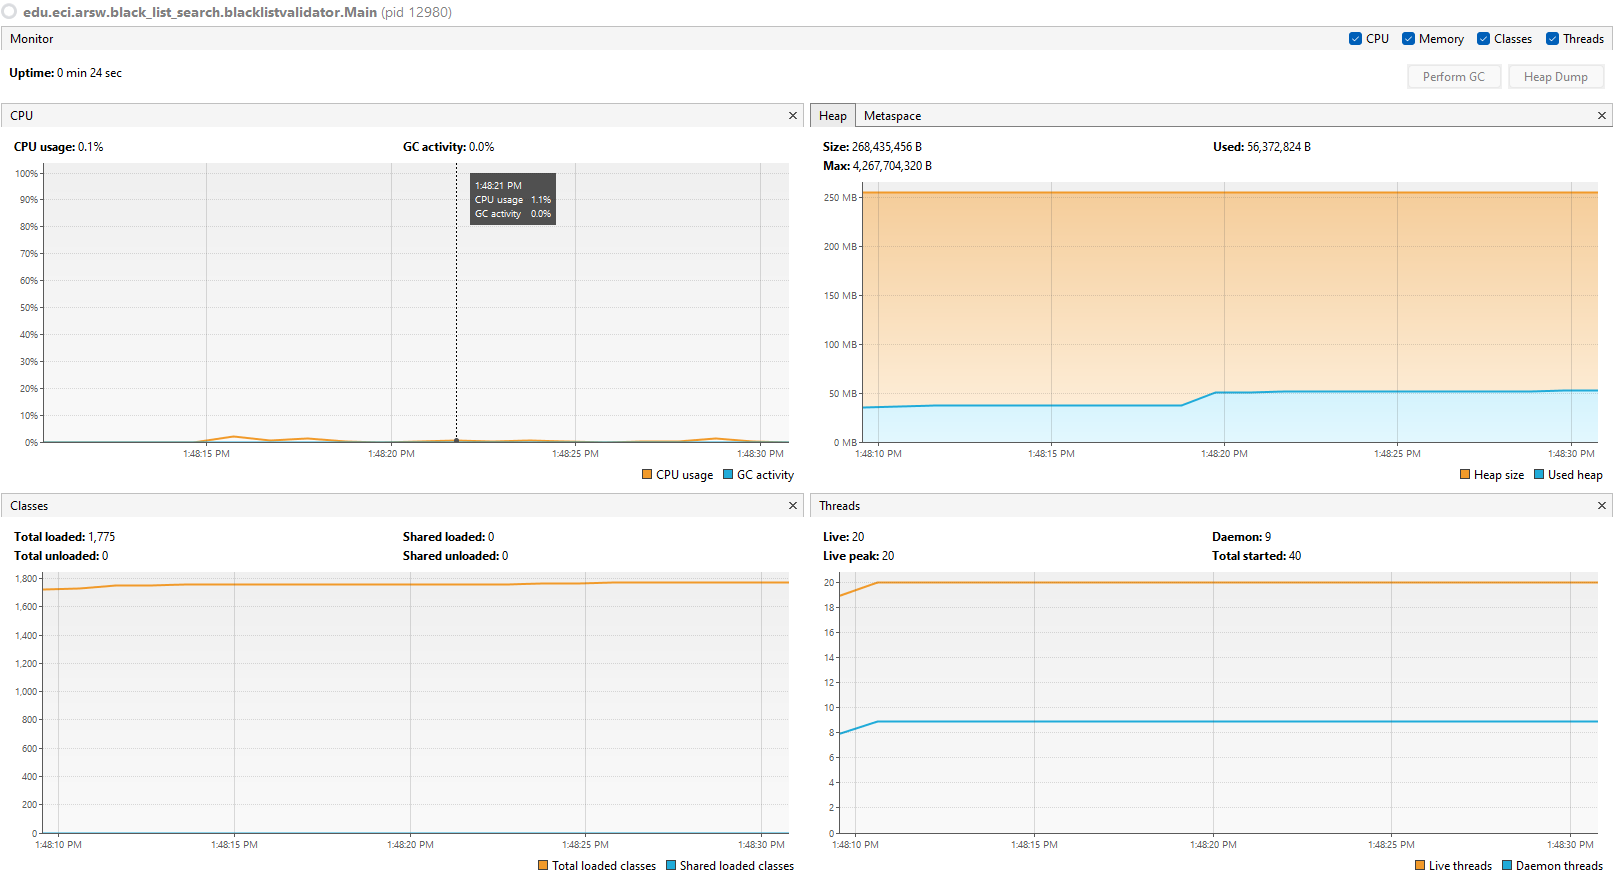 edu.eci.arsw.black_list_search.blacklistvalidator.Main (pid 12980)
Monitor
CPU Memory Classes Threads
Uptime: 0 min 24 sec
Perform GC Heap Dump
CPU
CPU usage: 0.1% GC activity: 0.0%
100%
90%
80%
70%
60%
50%
40%
30%
20%
10%
0%
1:48:21 PM
CPU usage 1.1%
GC activity 0.0%
1:48:15 PM 1:48:20 PM 1:48:25 PM 1:48:30 PM
CPU usage GC activity
Heap Metaspace
Size: 268,435,456 B Used: 56,372,824 B
Max: 4,267,704,320 B
250 MB
200 MB
150 MB
100 MB
50 MB
0 MB
1:48:10 PM 1:48:15 PM 1:48:20 PM 1:48:25 PM 1:48:30 PM
Heap size Used heap
Classes
Total loaded: 1,775 Shared loaded: 0
Total unloaded: 0 Shared unloaded: 0
1,800
1,600
1,400
1,200
1,000
800
600
400
200
0
1:48:10 PM 1:48:15 PM 1:48:20 PM 1:48:25 PM 1:48:30 PM
Total loaded classes Shared loaded classes
Threads
Live: 20 Daemon: 9
Live peak: 20 Total started: 40
20
18
16
14
12
10
8
6
4
2
0
1:48:10 PM 1:48:15 PM 1:48:20 PM 1:48:25 PM 1:48:30 PM
Live threads Daemon threads